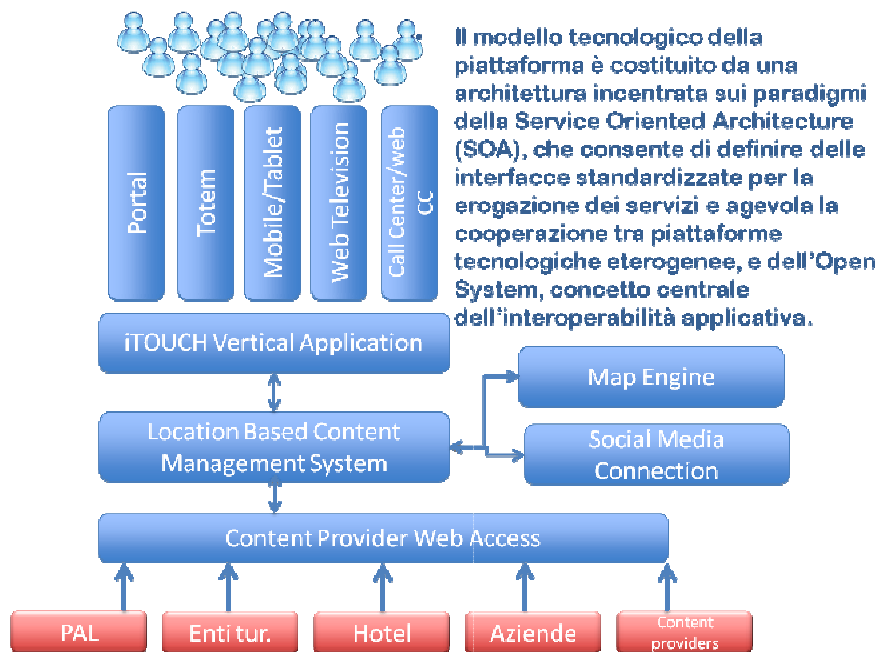 Il modello tecnologico della
piattaforma è costituito da una
architettura incentrata sui paradigmi
della Service Oriented Architecture
(SOA), che consente di definire delle
interfacce standardizzate per la
erogazione dei servizi e agevola la
cooperazione tra piattaforme
tecnologiche eterogenee, e dell'Open
System, concetto centrale
dell'interoperabilità applicativa.
Portal
Totem
Mobile/Tablet
Web Television
Call Center/web
CC
iTOUCH Vertical Application
Map Engine
Location Based Content
Management System
Social Media
Connection
Content Provider Web Access
PAL
Enti tur.
Hotel
Aziende
Content
providers